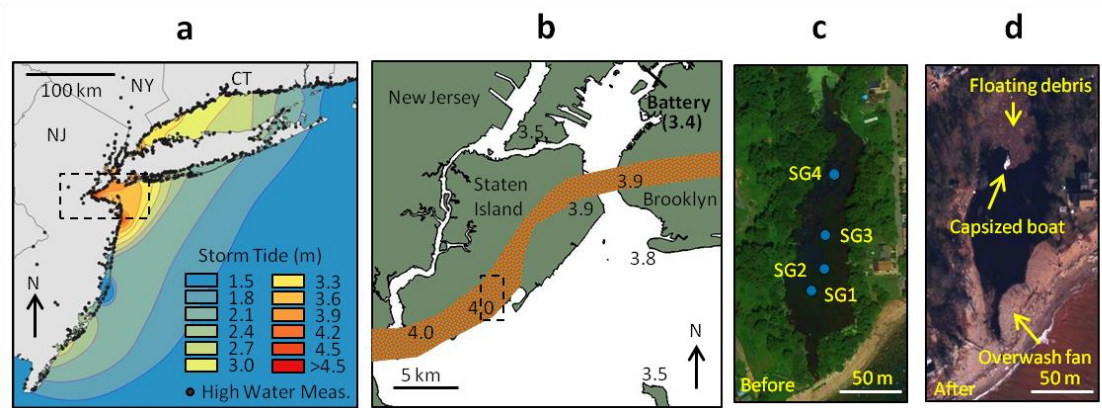 a
b
c
d
100 km
NY
CT
NJ
N
Storm Tide (m)
1.5
1.8
2.1
2.4
2.7
3.0
3.3
3.6
3.9
4.2
4.5
>4.5
High Water Meas.
New Jersey
3.5
Battery
(3.4)
Staten
Island
3.9
3.9
Brooklyn
3.8
4.0
4.0
5 km
N
3.5
SG4
SG3
SG2
SG1
Before
50 m
Floating debris
Capsized boat
Overwash fan
After
50 m